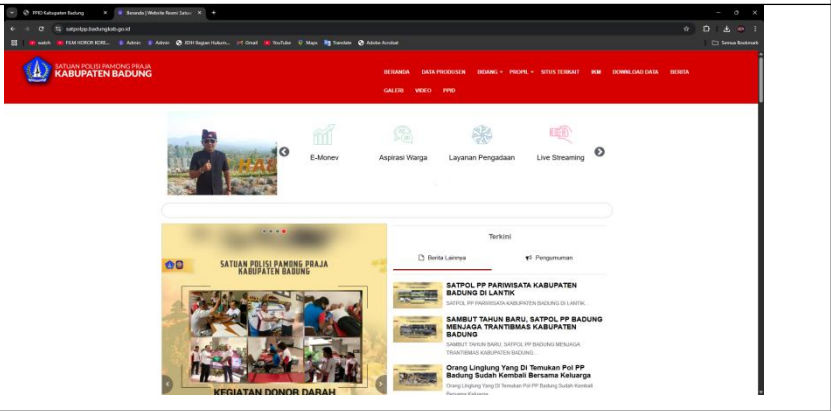 PPID Kabupaten Badung
Beranda | Website Resmi Satua
satpolpp.badungkab.go.id
watch
FILM HOROR KORE...
Admin
Admin
JDIH Bagian Hukum...
Gmail
YouTube
Maps
Translate
Adobe Acrobat
Semua Bookmark
SATUAN POLISI PAMONG PRAJA
KABUPATEN BADUNG
BERANDA DATA PRODUSEN BIDANG PROPIL SITUS TERKAIT IKM DOWNLOAD DATA BERITA
GALERI VIDEO PPID
E-Monev
Aspirasi Warga
Layanan Pengadaan
Live Streaming
Terkini
Berita Lainnya
Pengumuman
SATUAN POLISI PAMONG PRAJA
KABUPATEN BADUNG
KEGIATAN DONOR DARAH
SATPOL PP PARIWISATA KABUPATEN
BADUNG DI LANTIK
SATPOL PP PARIWISATA KABUPATEN BADUNG DI LANTIK...
SAMBUT TAHUN BARU, SATPOL PP BADUNG
MENJAGA TRANTIBMAS KABUPATEN
BADUNG
SAMBUT TAHUN BARU, SATPOL PP BADUNG MENJAGA
TRANTIBMAS KABUPATEN BADUNG...
Orang Linglung Yang Di Temukan Pol PP
Badung Sudah Kembali Bersama Keluarga
Orang Linglung Yang Di Temukan Pol PP Badung Sudah Kembali
Bersama Keluarga